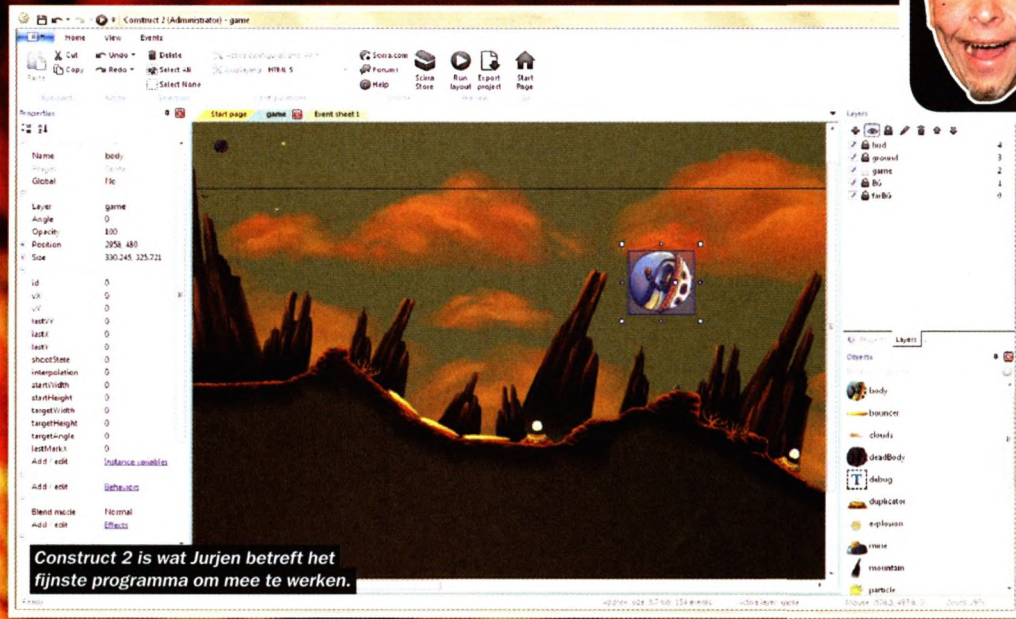 Construct 2 (Administrator) - game
Home View Events
Cut
Copy
Undo
Redo
Delete
Select All
Select None
HTML 5
Scirra.com
Forums
Help
Scirra Store
Run layout
Export project
Start Page
Properties
Start page game Event sheet 1
Layers
Name body
Global No
Layer game
Angle 0
Opacity 100
Position 2958, 480
Size 330.245, 325.721
id 0
vX 0
vY 0
lastVY 0
lastX 0
lastY 0
shootState 0
interpolation 0
startWidth 0
startHeight 0
targetWidth 0
targetHeight 0
targetAngle 0
lastMarkX 0
Add / edit Instance variables
Add / edit Behaviors
Blend mode Normal
Add / edit Effects
hud 4
ground 3
game 2
BG 1
farBG 0
Layers
Objects
body
bouncer
clouds
deadBody
T debug
duplicator
explosion
mine
mountain
particle
Construct 2 is wat Jurjen betreft het
fijnste programma om mee te werken.